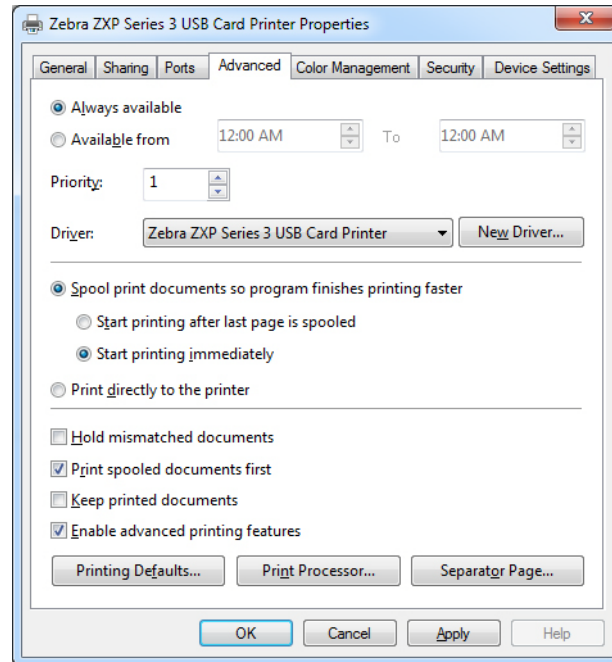 Zebra ZXP Series 3 USB Card Printer Properties
General Sharing Ports Advanced Color Management Security Device Settings
Always available
Available from 12:00 AM To 12:00 AM
Priority: 1
Driver: Zebra ZXP Series 3 USB Card Printer New Driver...
Spool print documents so program finishes printing faster
Start printing after last page is spooled
Start printing immediately
Print directly to the printer
Hold mismatched documents
Print spooled documents first
Keep printed documents
Enable advanced printing features
Printing Defaults... Print Processor... Separator Page...
OK Cancel Apply Help